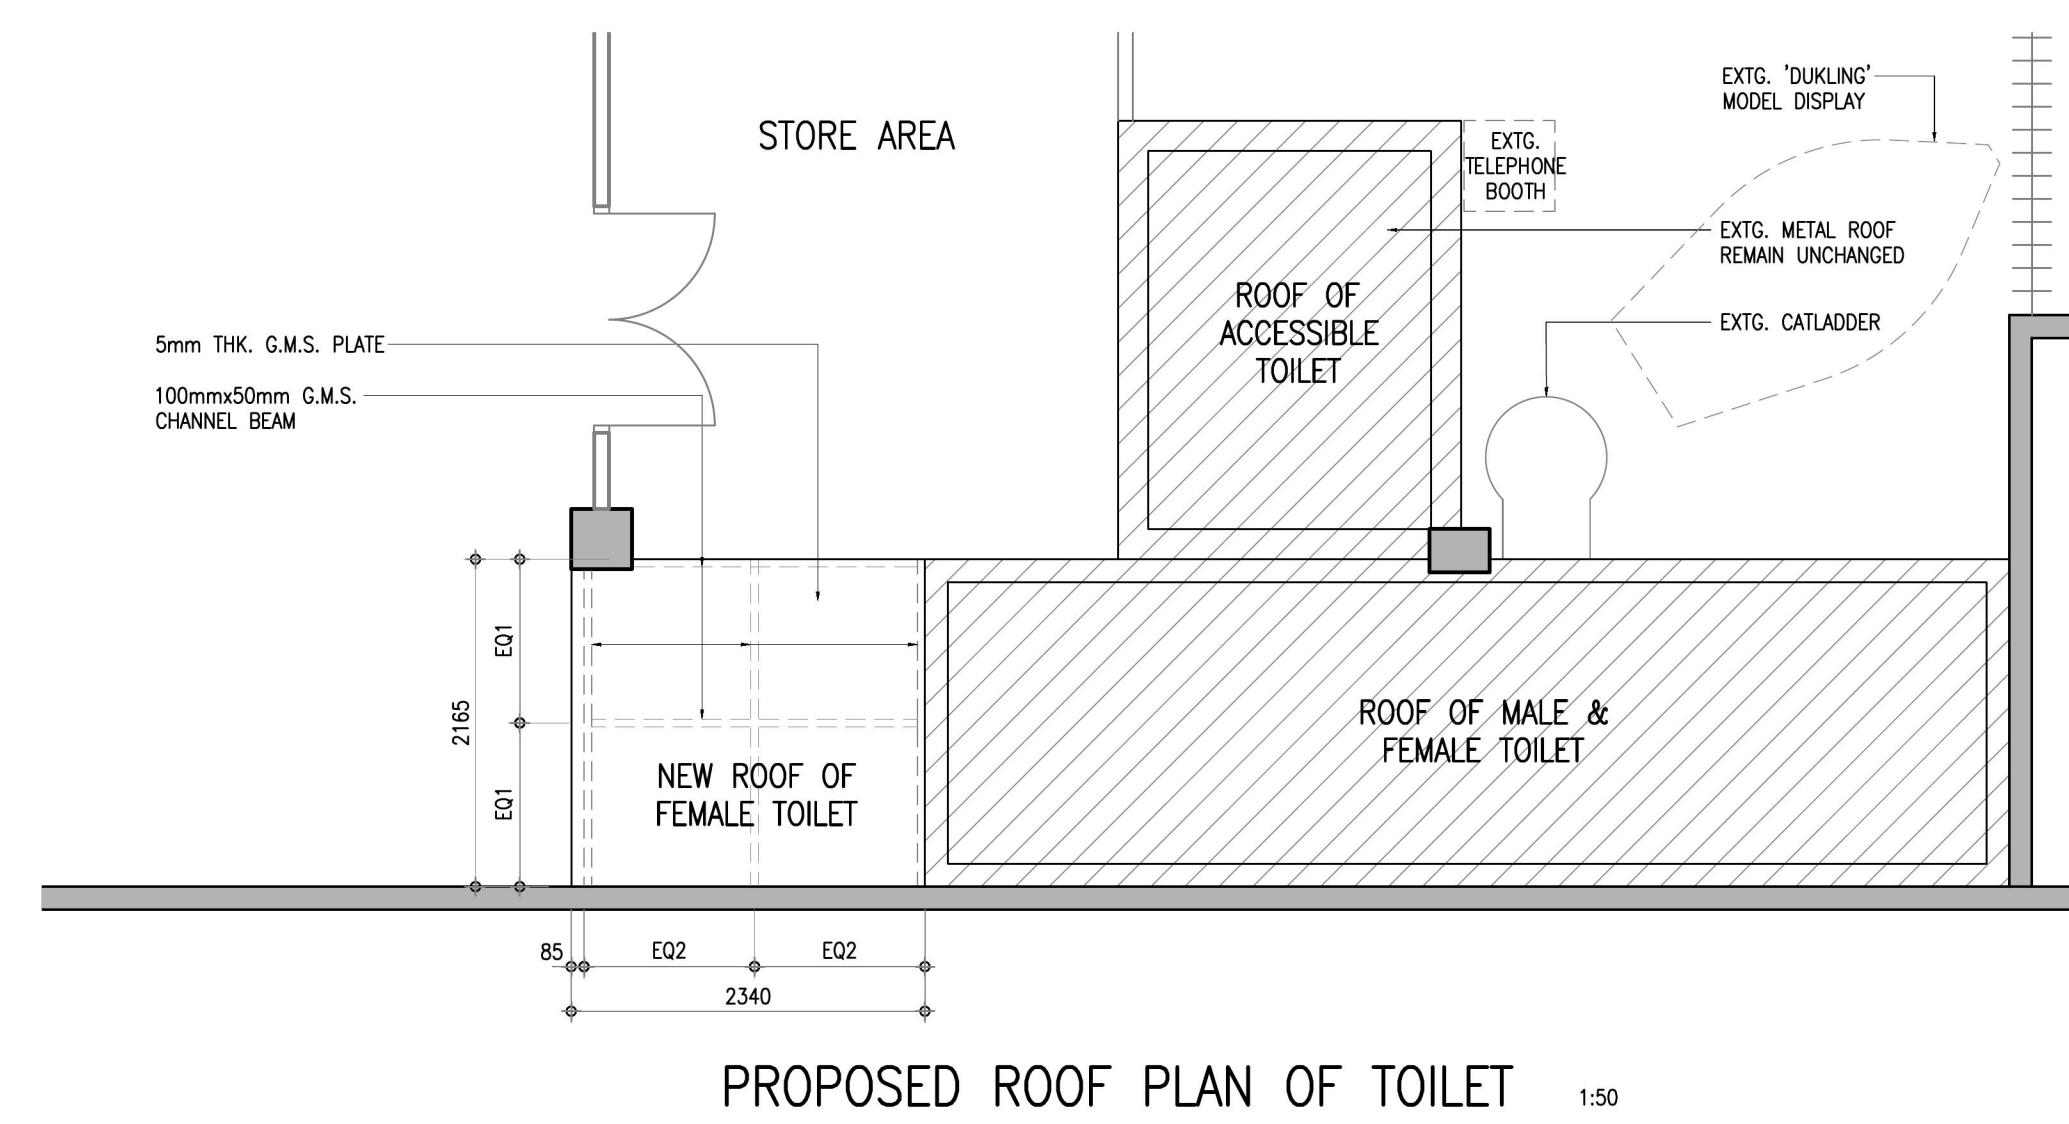 EXTG. 'DUKLING'
MODEL DISPLAY
STORE AREA
EXTG.
TELEPHONE
BOOTH
EXTG. METAL ROOF
REMAIN UNCHANGED
ROOF OF
ACCESSIBLE
TOILET
EXTG. CATLADDER
5mm THK. G.M.S. PLATE
100mmx50mm G.M.S.
CHANNEL BEAM
EQ1
2165
EQ1
ROOF OF MALE &
FEMALE TOILET
NEW ROOF OF
FEMALE TOILET
85
EQ2
EQ2
2340
PROPOSED ROOF PLAN OF TOILET
1:50